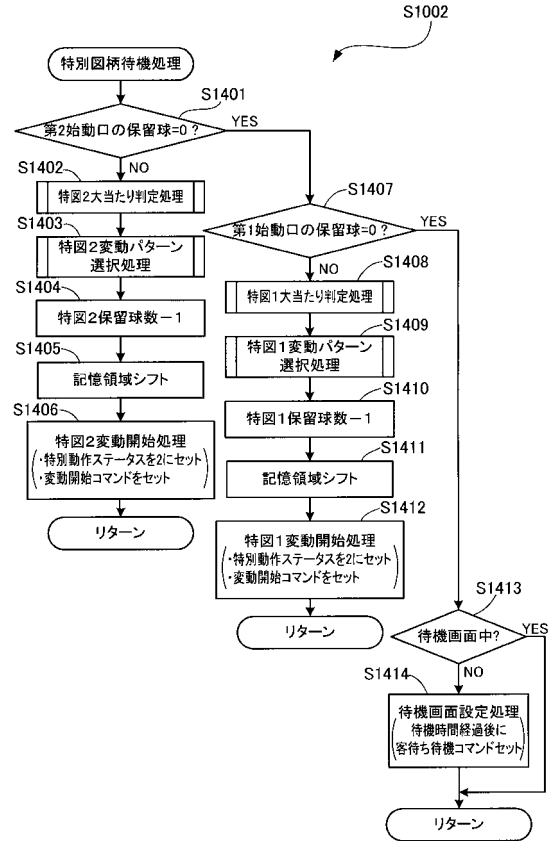 S1002
特別図柄待機処理
S1401
第2始動口の保留球=0?
YES
NO
S1402
特図2大当たり判定処理
S1403
特図2変動パターン
選択処理
S1404
特図2保留球数－1
S1405
記憶領域シフト
S1406
特図2変動開始処理
・特別動作ステータスを2にセット
・変動開始コマンドをセット
リターン
S1407
第1始動口の保留球=0?
YES
NO
S1408
特図1大当たり判定処理
S1409
特図1変動パターン
選択処理
S1410
特図1保留球数－1
S1411
記憶領域シフト
S1412
特図1変動開始処理
・特別動作ステータスを2にセット
・変動開始コマンドをセット
リターン
S1413
待機画面中?
YES
NO
S1414
待機画面設定処理
待機時間経過後に
客待ち待機コマンドセット
リターン